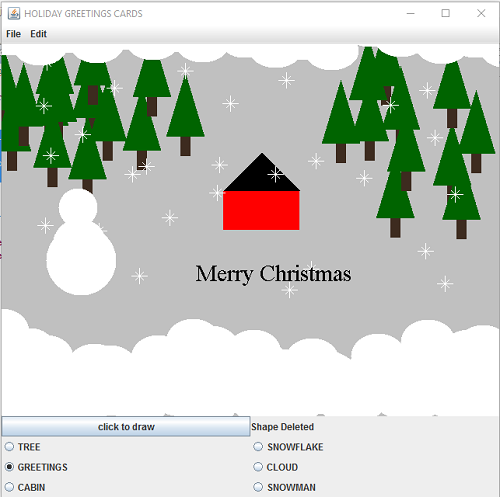 HOLIDAY GREETINGS CARDS
File Edit
Merry Christmas
click to draw Shape Deleted
TREE SNOWFLAKE
GREETINGS CLOUD
CABIN SNOWMAN